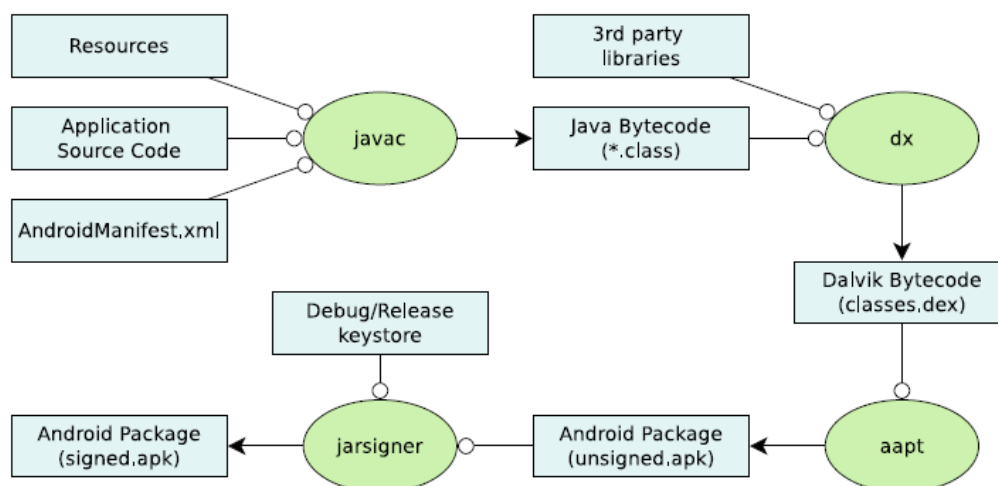 Resources
3rd party
libraries
Application
Source Code
javac
Java Bytecode
(*.class)
dx
AndroidManifest.xml
Dalvik Bytecode
(classes.dex)
Debug/Release
keystore
Android Package
(signed.apk)
jarsigner
Android Package
(unsigned.apk)
aapt